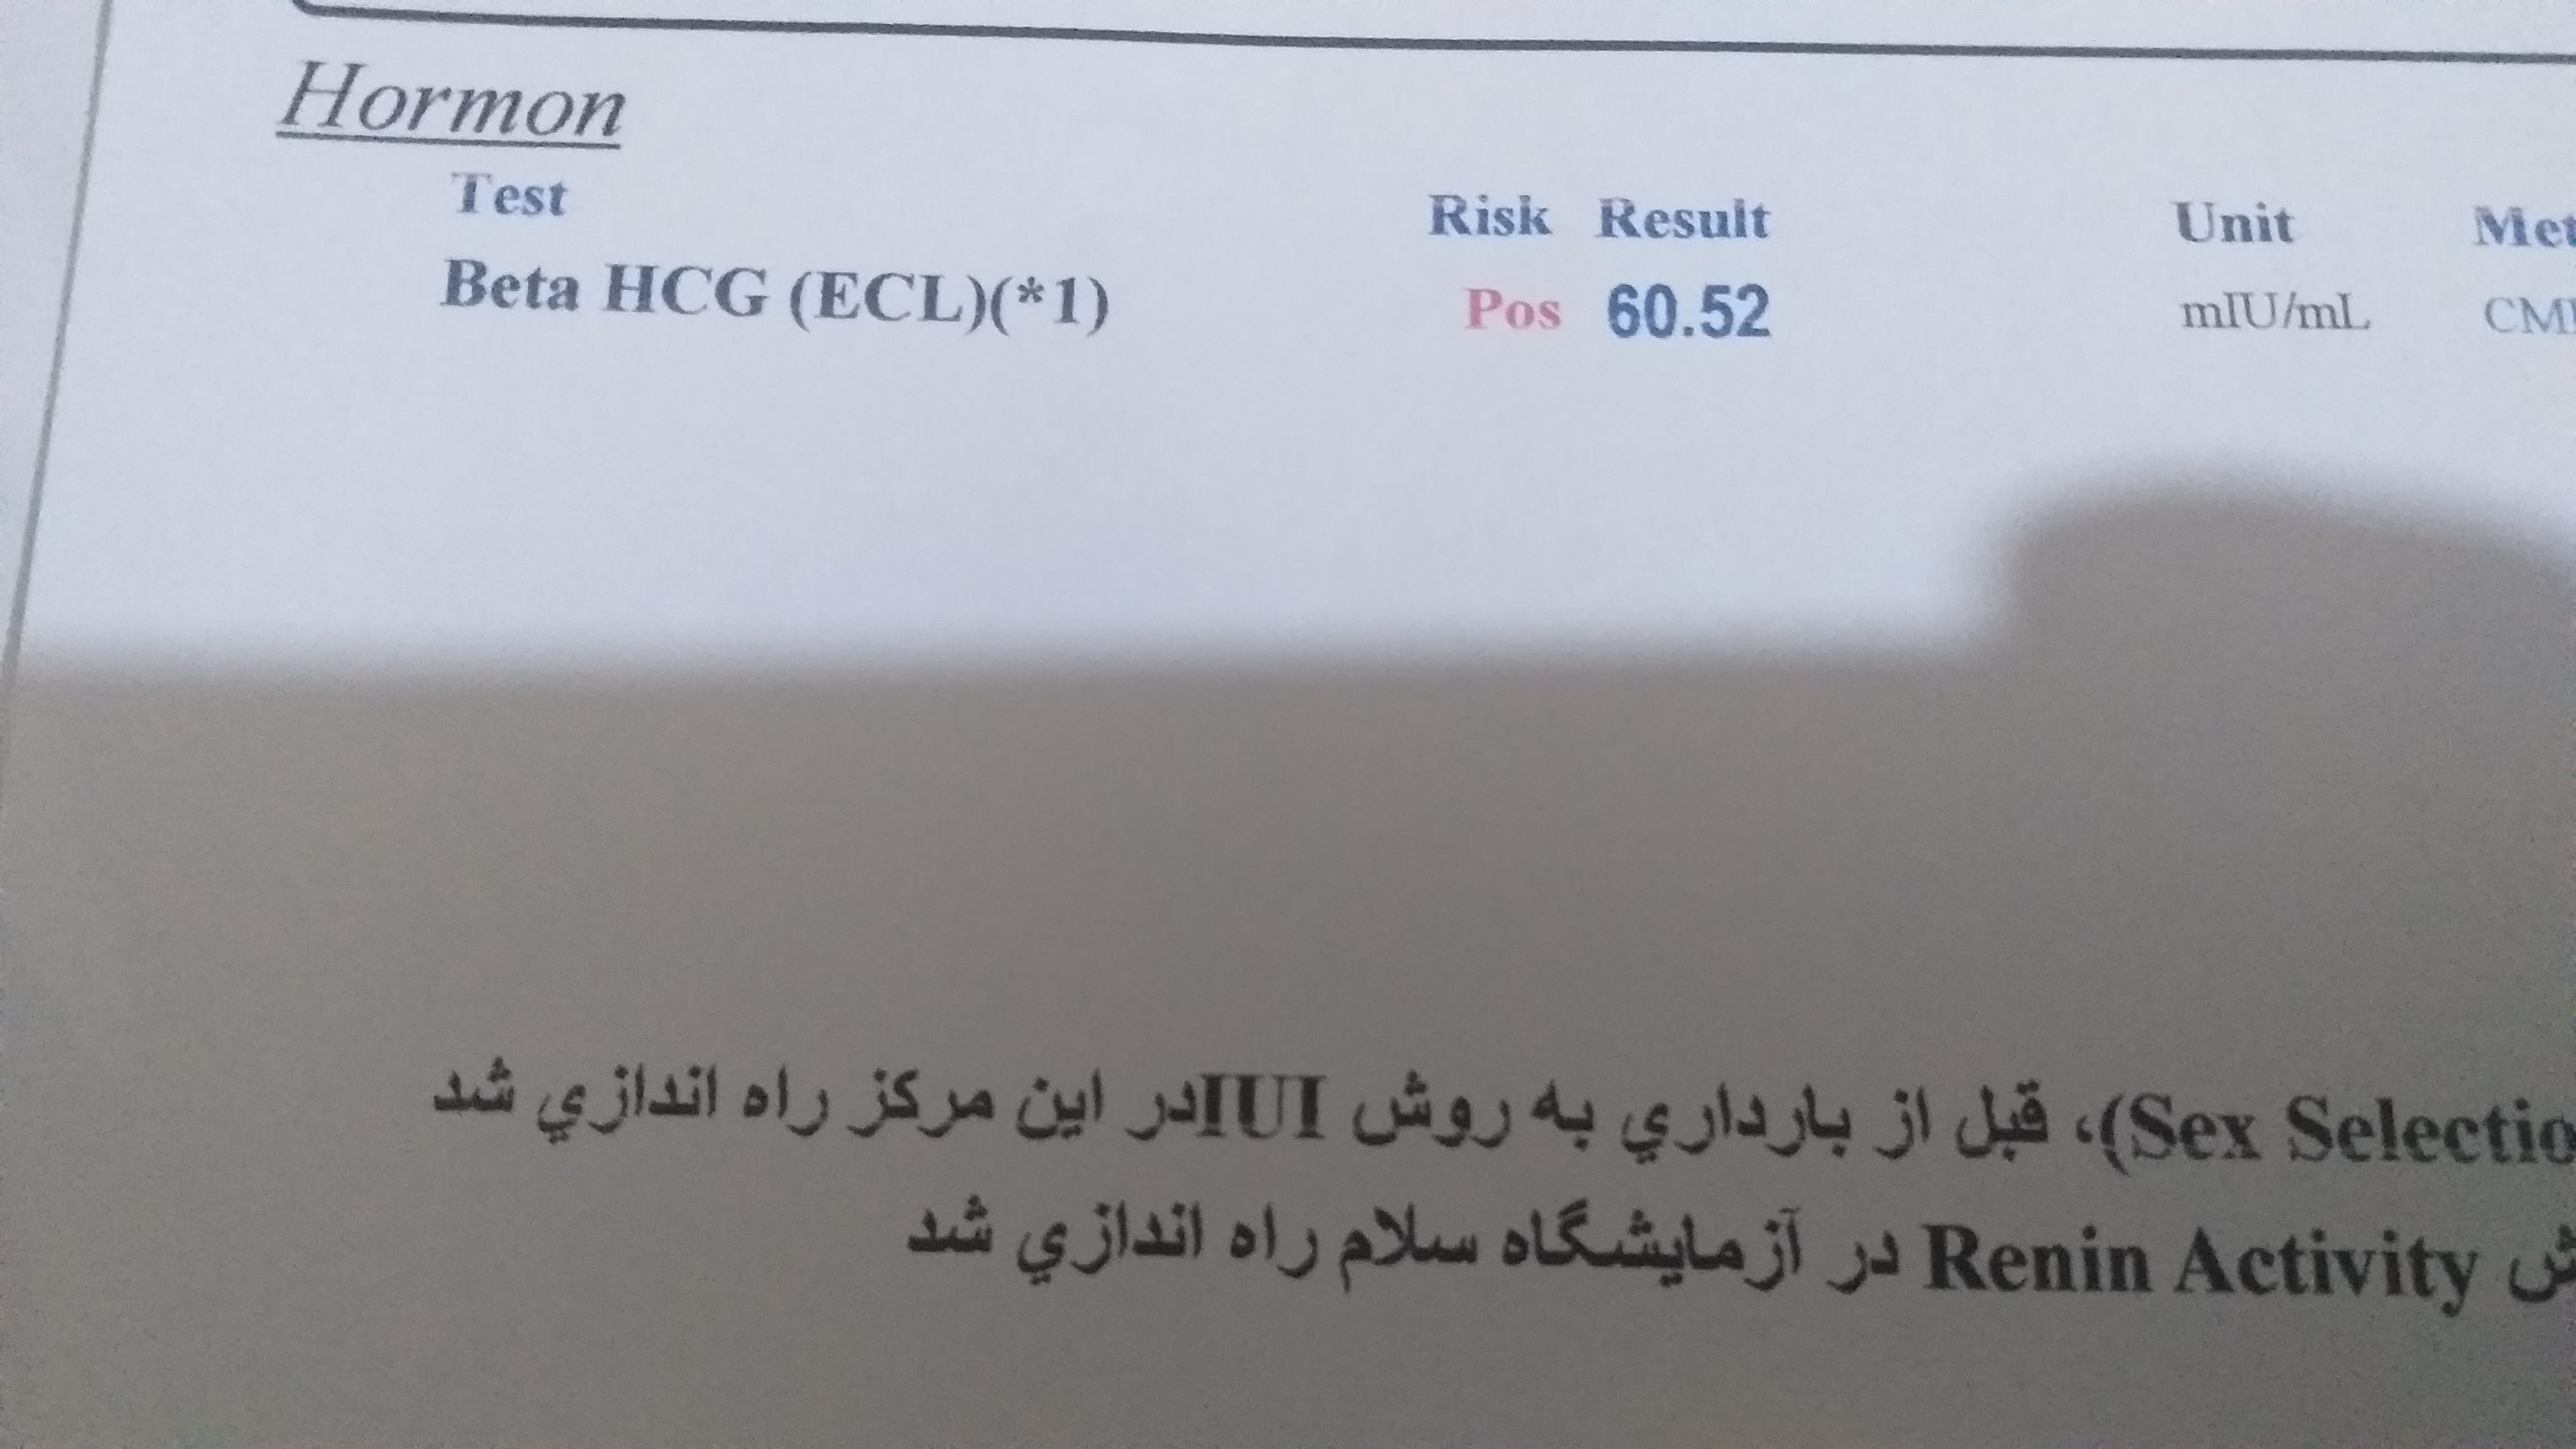 Hormon
Test Risk Result Unit
Beta HCG (ECL)(*1) Pos 60.52 mIU/mL
(Sex Selectio، قبل از بارداري به روش IUIدر اين مركز راه اندازي شد
Renin Activity در آزمايشگاه سلام راه اندازي شد